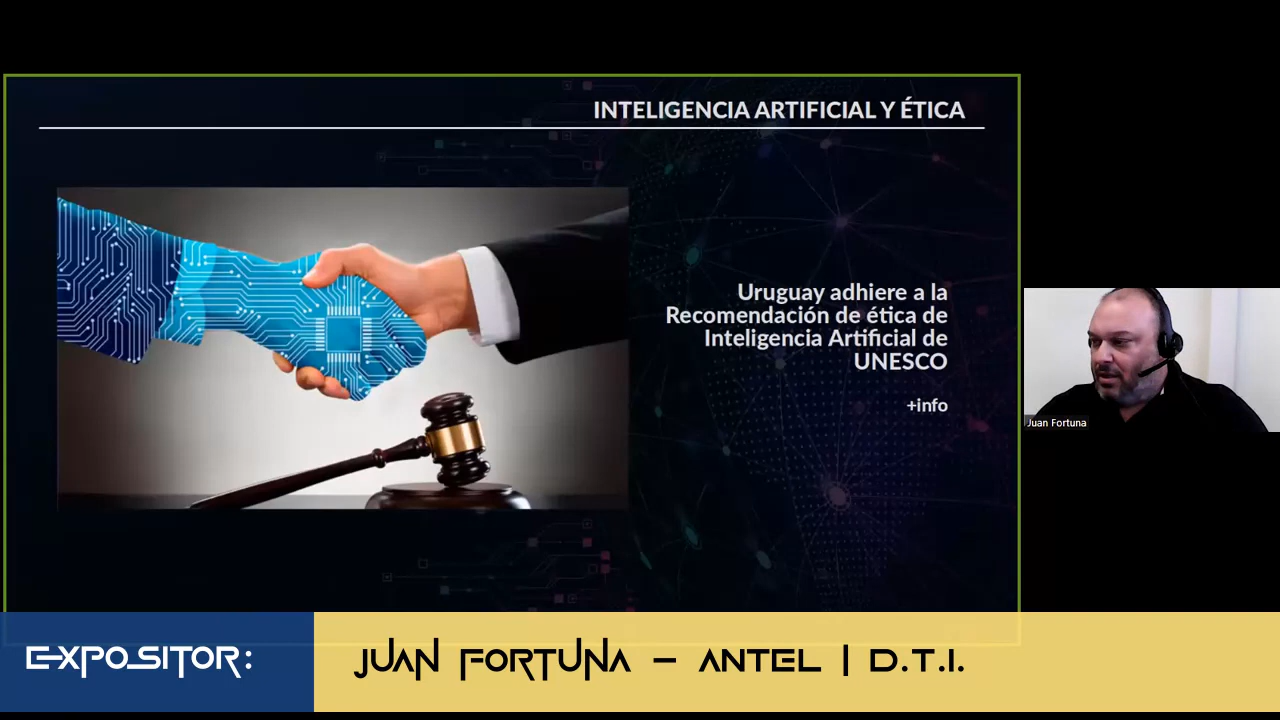 INTELIGENCIA ARTIFICIAL Y ÉTICA
Uruguay adhiere a la
Recomendación de ética de
Inteligencia Artificial de
UNESCO
+info
Juan Fortuna
EXPOSITOR:
JUAN FORTUNA – ANTEL | D.T.I.